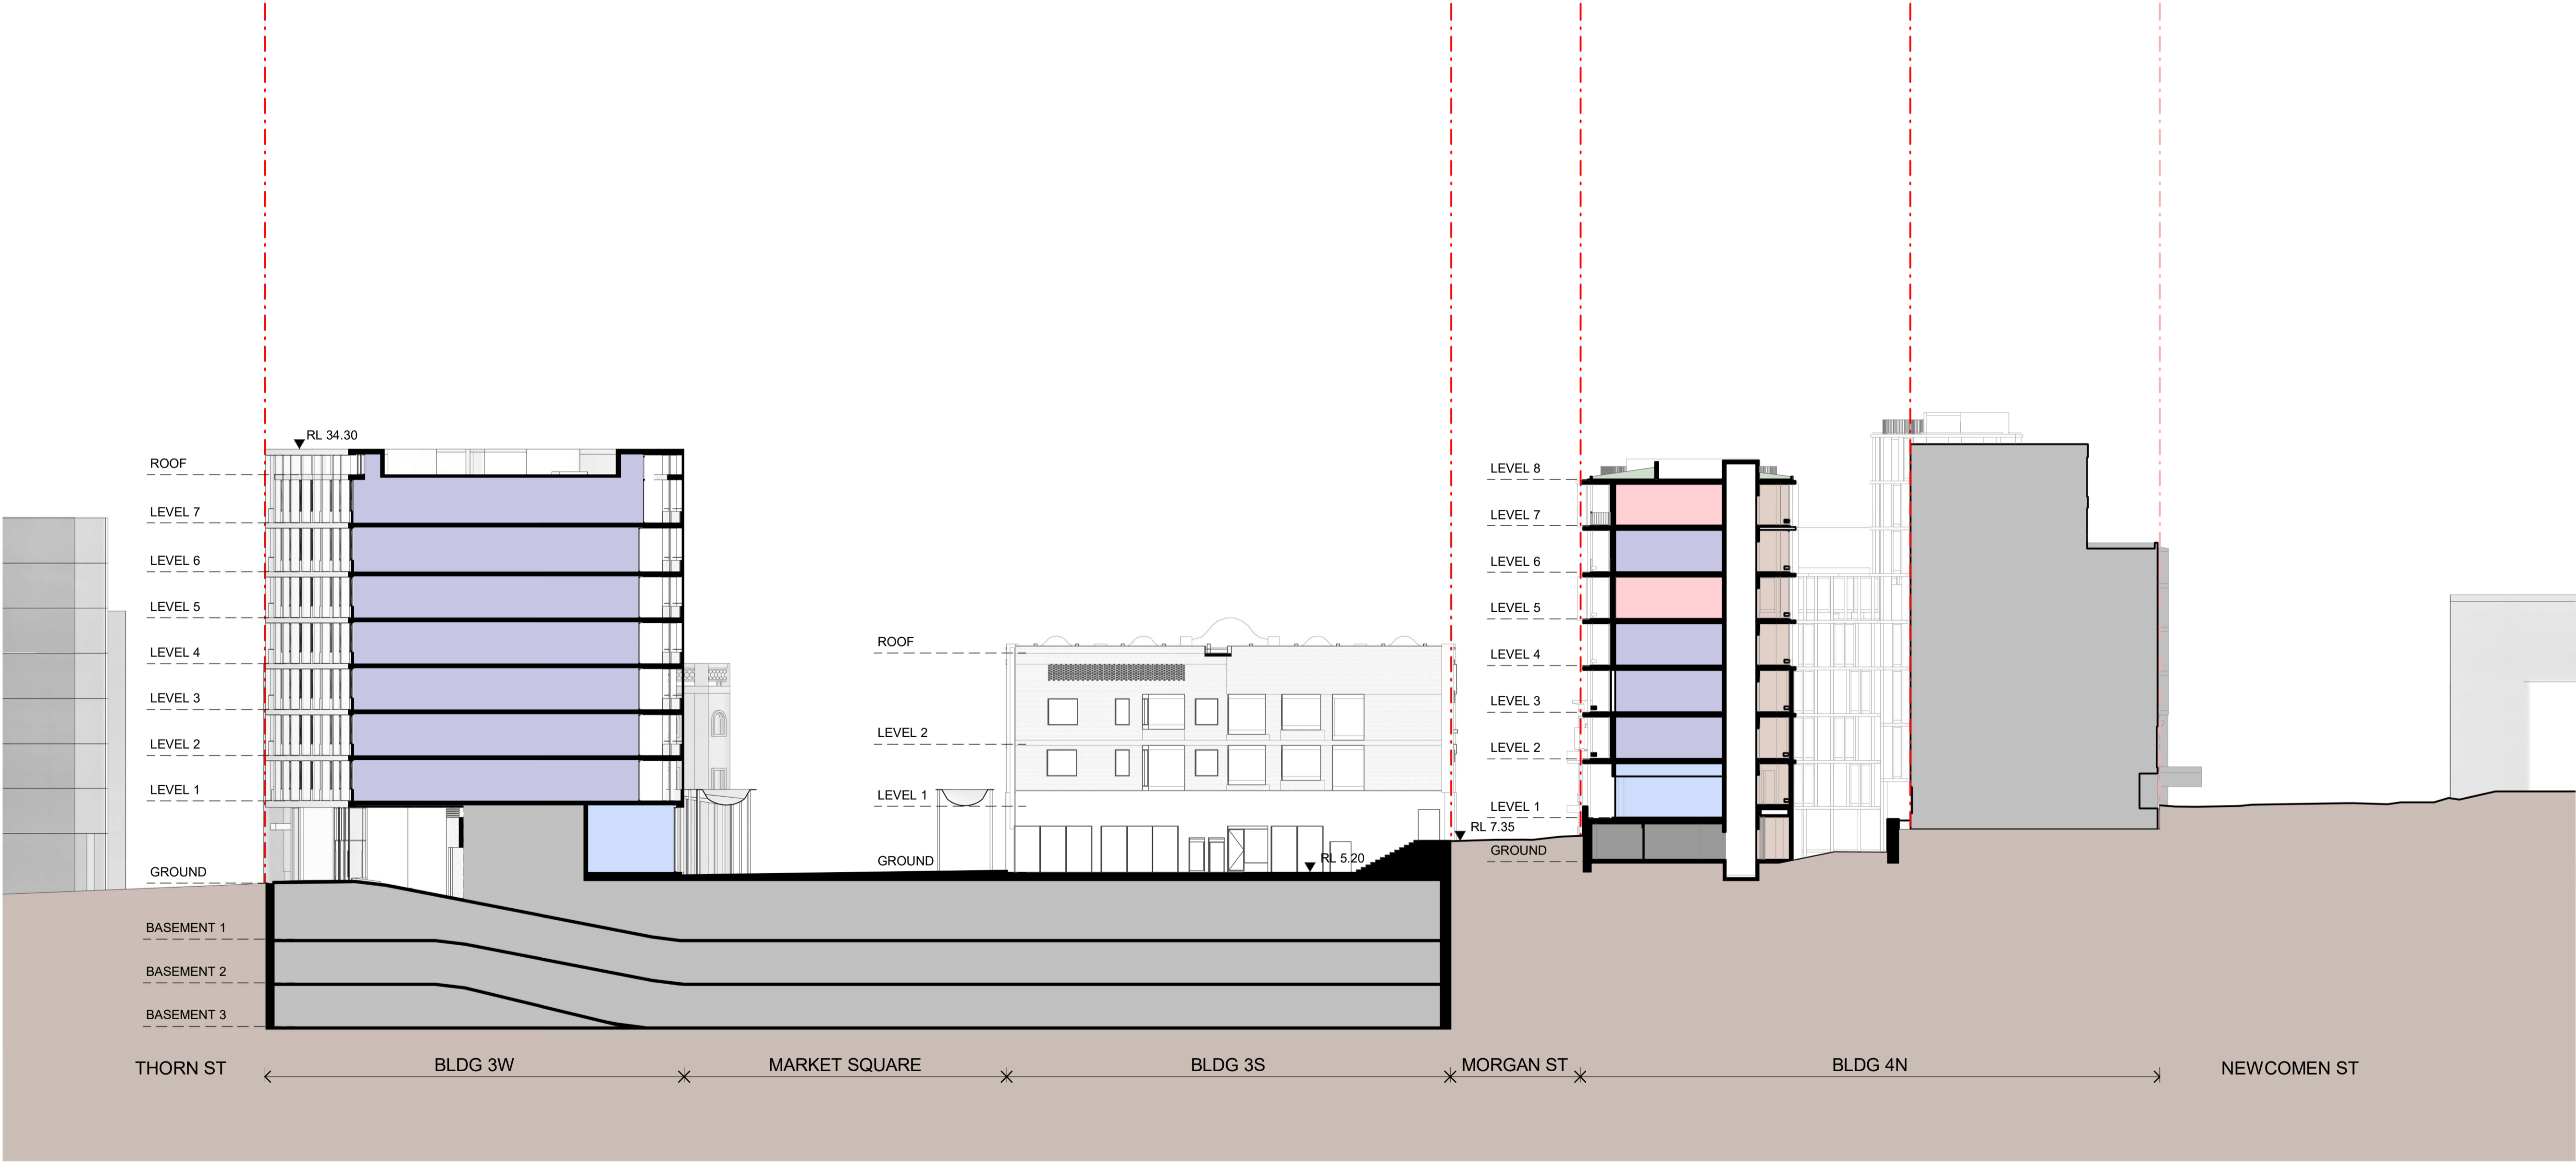 RL 34.30
ROOF
LEVEL 7
LEVEL 6
LEVEL 5
LEVEL 4
LEVEL 3
LEVEL 2
LEVEL 1
GROUND
BASEMENT 1
BASEMENT 2
BASEMENT 3
ROOF
LEVEL 2
LEVEL 1
GROUND
RL 5.20
RL 7.35
LEVEL 8
LEVEL 7
LEVEL 6
LEVEL 5
LEVEL 4
LEVEL 3
LEVEL 2
LEVEL 1
GROUND
THORN ST
BLDG 3W
MARKET SQUARE
BLDG 3S
MORGAN ST
BLDG 4N
NEWCOMEN ST